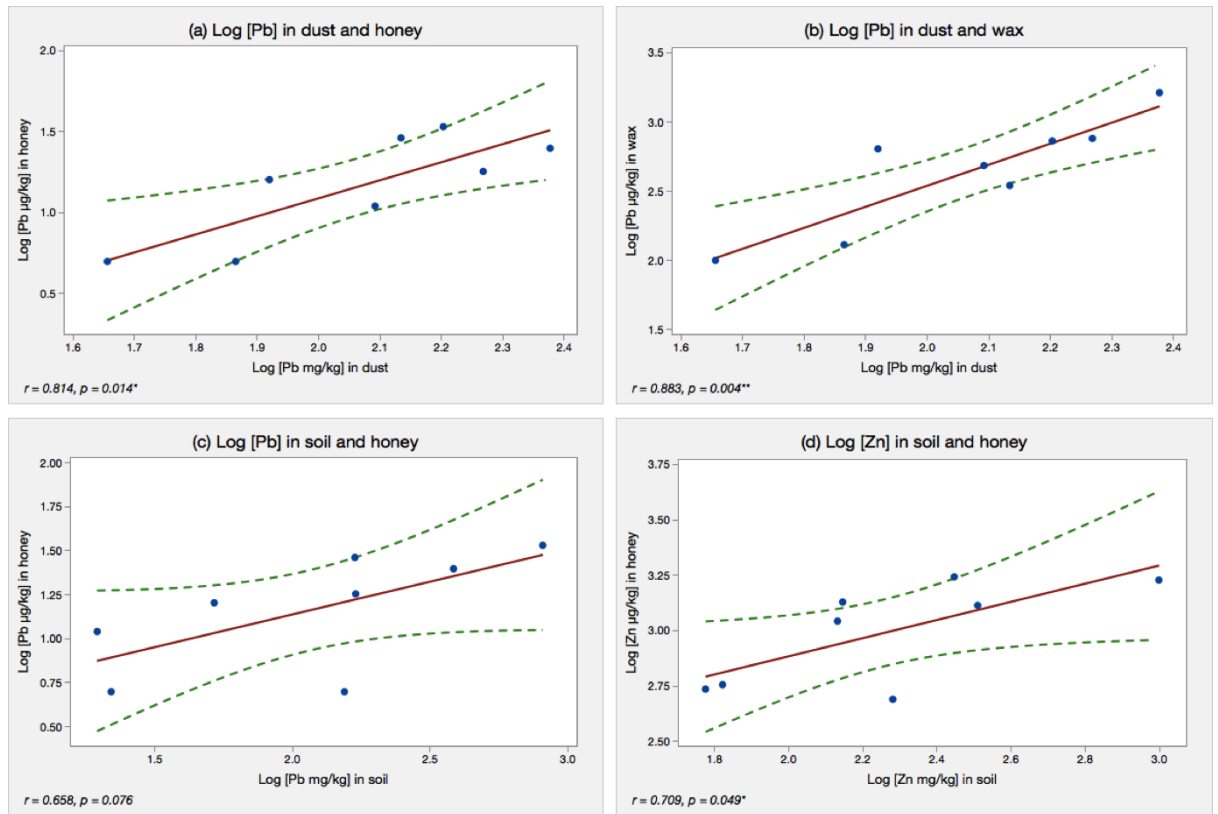 (a) Log [Pb] in dust and honey
Log [Pb µg/kg] in honey
2.0
1.5
1.0
0.5
1.6 1.7 1.8 1.9 2.0 2.1 2.2 2.3 2.4
Log [Pb mg/kg] in dust
r = 0.814, p = 0.014*
(b) Log [Pb] in dust and wax
Log [Pb µg/kg] in wax
3.5
3.0
2.5
2.0
1.5
1.6 1.7 1.8 1.9 2.0 2.1 2.2 2.3 2.4
Log [Pb mg/kg] in dust
r = 0.883, p = 0.004**
(c) Log [Pb] in soil and honey
Log [Pb µg/kg] in honey
2.00
1.75
1.50
1.25
1.00
0.75
0.50
1.5 2.0 2.5 3.0
Log [Pb mg/kg] in soil
r = 0.658, p = 0.076
(d) Log [Zn] in soil and honey
Log [Zn µg/kg] in honey
3.75
3.50
3.25
3.00
2.75
2.50
1.8 2.0 2.2 2.4 2.6 2.8 3.0
Log [Zn mg/kg] in soil
r = 0.709, p = 0.049*